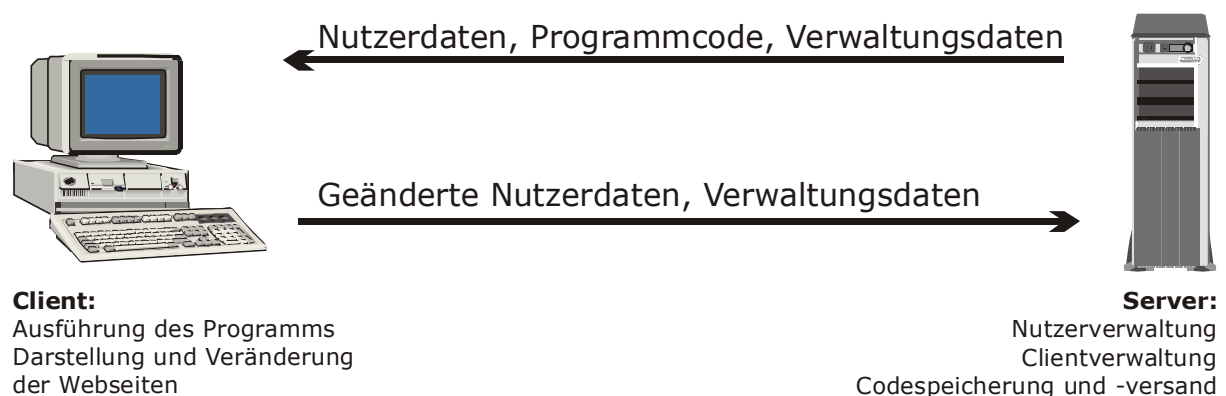 Nutzerdaten, Programmcode, Verwaltungsdaten
Geänderte Nutzerdaten, Verwaltungsdaten
Client:
Ausführung des Programms
Darstellung und Veränderung
der Webseiten
Server:
Nutzerverwaltung
Clientverwaltung
Codespeicherung und -versand